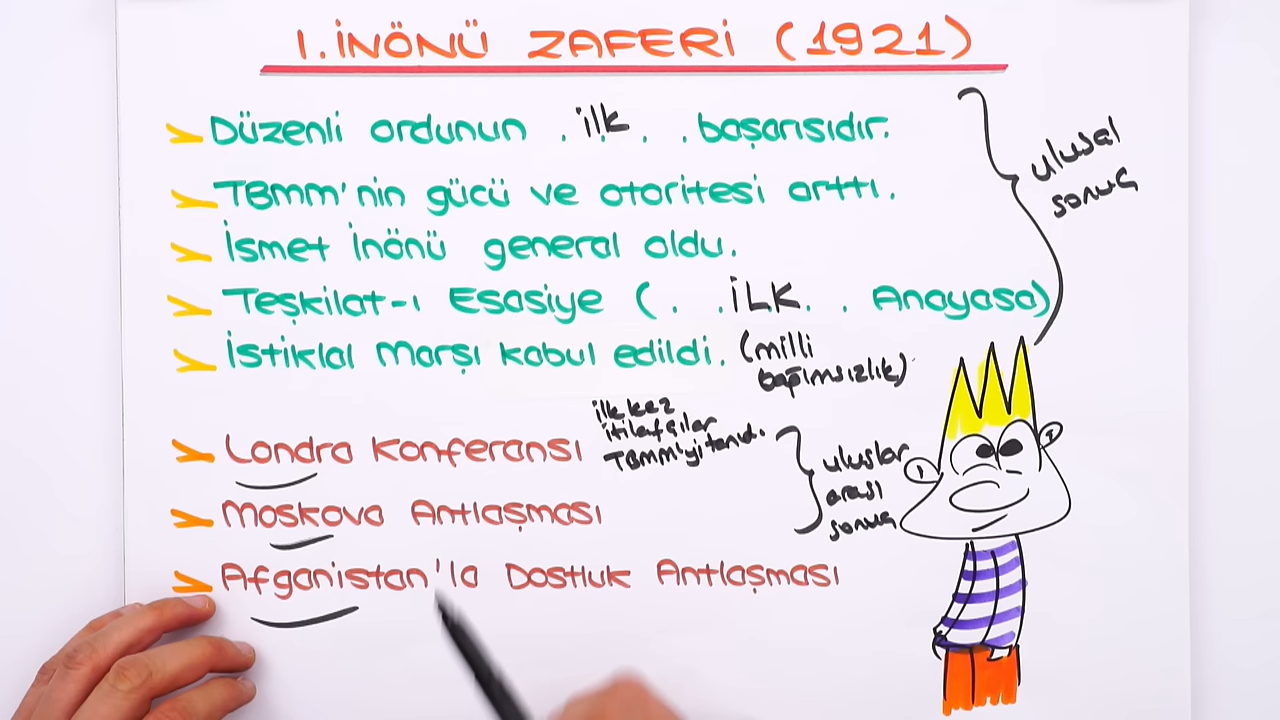 I. İNÖNÜ ZAFERİ (1921)
Düzenli ordunun . ilk . . başarısıdır.
TBMM'nin gücü ve otoritesi arttı.
İsmet İnönü general oldu.
Teşkilat-ı Esasiye ( . . İLK . . Anayasa)
İstiklal Marşı kabul edildi. (milli
bağımsızlık)
ulusal
sonuç
Londra Konferansı
ilk kez
itilafçılar
TBMM'yi tanıdı.
Moskova Antlaşması
Afganistan'la Dostluk Antlaşması
uluslar
arası
sonuç